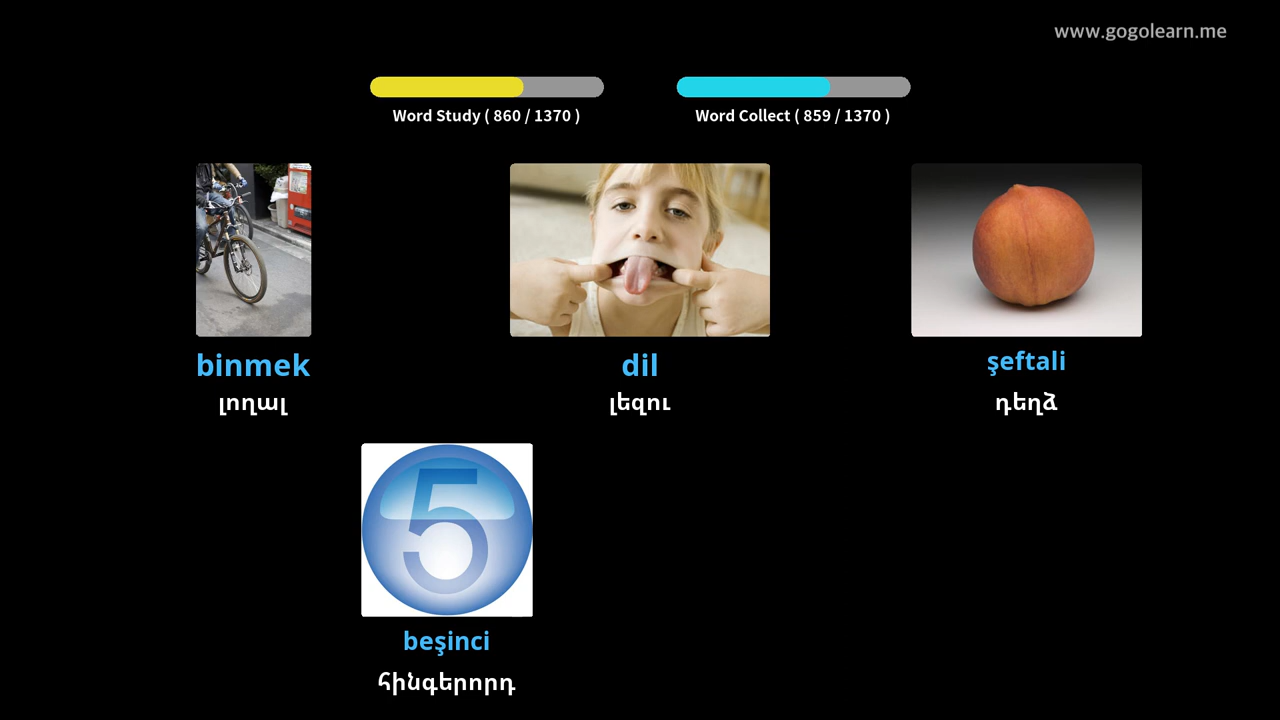 www.gogolearn.me
Word Study ( 860 / 1370 )
Word Collect ( 859 / 1370 )
binmek
լողալ
dil
լեզու
şeftali
դեղձ
5
beşinci
հինգերորդ